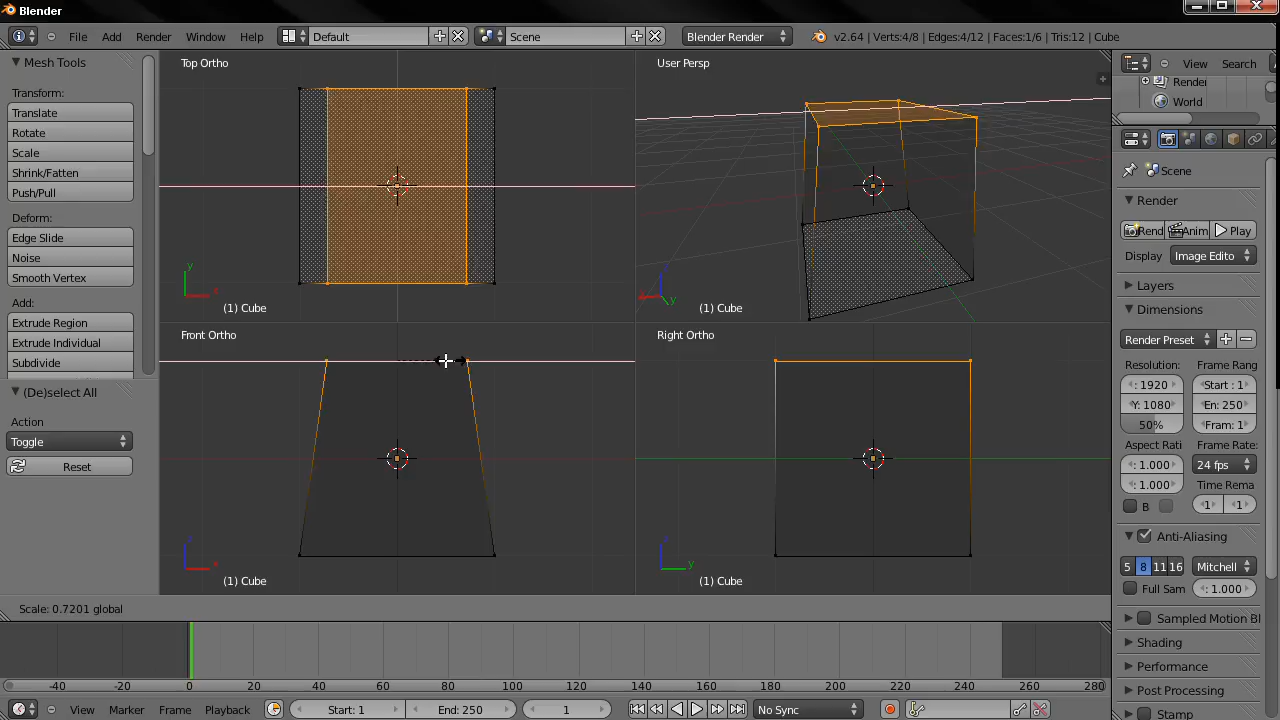 Blender
File Add Render Window Help Default Scene Blender Render v2.64 | Verts:4/8 | Edges:4/12 | Faces:1/6 | Tris:12 | Cube
Mesh Tools
Transform:
Translate
Rotate
Scale
Shrink/Fatten
Push/Pull
Deform:
Edge Slide
Noise
Smooth Vertex
Add:
Extrude Region
Extrude Individual
Subdivide
(De)select All
Action
Toggle
Reset
Top Ortho
y
x
(1) Cube
User Persp
y
(1) Cube
Front Ortho
x
(1) Cube
Right Ortho
y
(1) Cube
Scale: 0.7201 global
-40 -20 0 20 40 60 80 100 120 140 160 180 200 220 240 260 280
View Marker Frame Playback Start: 1 End: 250 1 No Sync
View Search
Render
World
Scene
Render
Rend Anim Play
Display Image Edito
Layers
Dimensions
Render Preset
Resolution: Frame Rang
: 1920 Start : 1
Y: 1080 En: 250
50% Fram: 1
Aspect Rati Frame Rate:
: 1.000 24 fps
: 1.000 Time Rema
B 1 1
Anti-Aliasing
5 8 11 16 Mitchell
Full Sam : 1.000
Sampled Motion Bl
Shading
Performance
Post Processing
Stamp